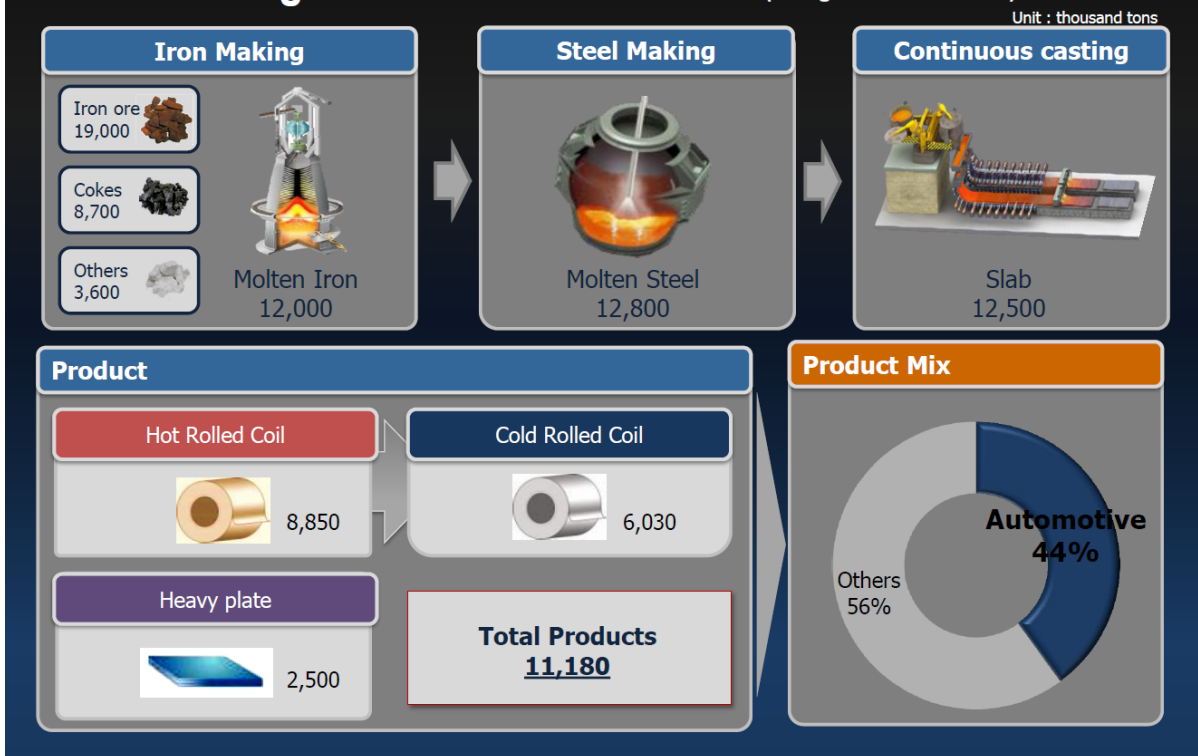 Unit : thousand tons
Iron Making
Iron ore
19,000
Cokes
8,700
Others
3,600
Molten Iron
12,000
Steel Making
Molten Steel
12,800
Continuous casting
Slab
12,500
Product
Hot Rolled Coil
8,850
Cold Rolled Coil
6,030
Heavy plate
2,500
Total Products
11,180
Product Mix
Automotive
44%
Others
56%